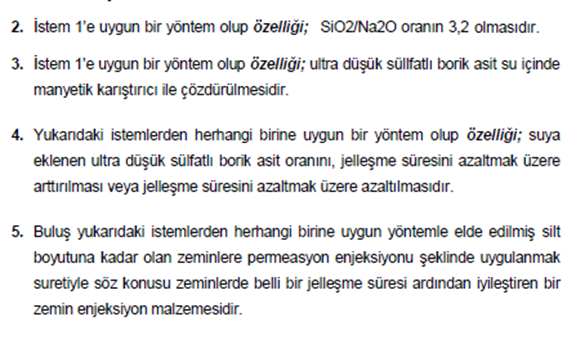 2. İstem 1'e uygun bir yöntem olup özelliği; SiO2/Na2O oranın 3,2 olmasıdır.
3. İstem 1'e uygun bir yöntem olup özelliği; ultra düşük süllfatlı borik asit su içinde
manyetik karıştırıcı ile çözdürülmesidir.
4. Yukarıdaki istemlerden herhangi birine uygun bir yöntem olup özelliği; suya
eklenen ultra düşük sülfatlı borik asit oranını, jelleşme süresini azaltmak üzere
arttırılması veya jelleşme süresini azaltmak üzere azaltılmasıdır.
5. Buluş yukarıdaki istemlerden herhangi birine uygun yöntemle elde edilmiş silt
boyutuna kadar olan zeminlere permeasyon enjeksiyonu şeklinde uygulanmak
suretiyle söz konusu zeminlerde belli bir jelleşme süresi ardından iyileştiren bir
zemin enjeksiyon malzemesidir.